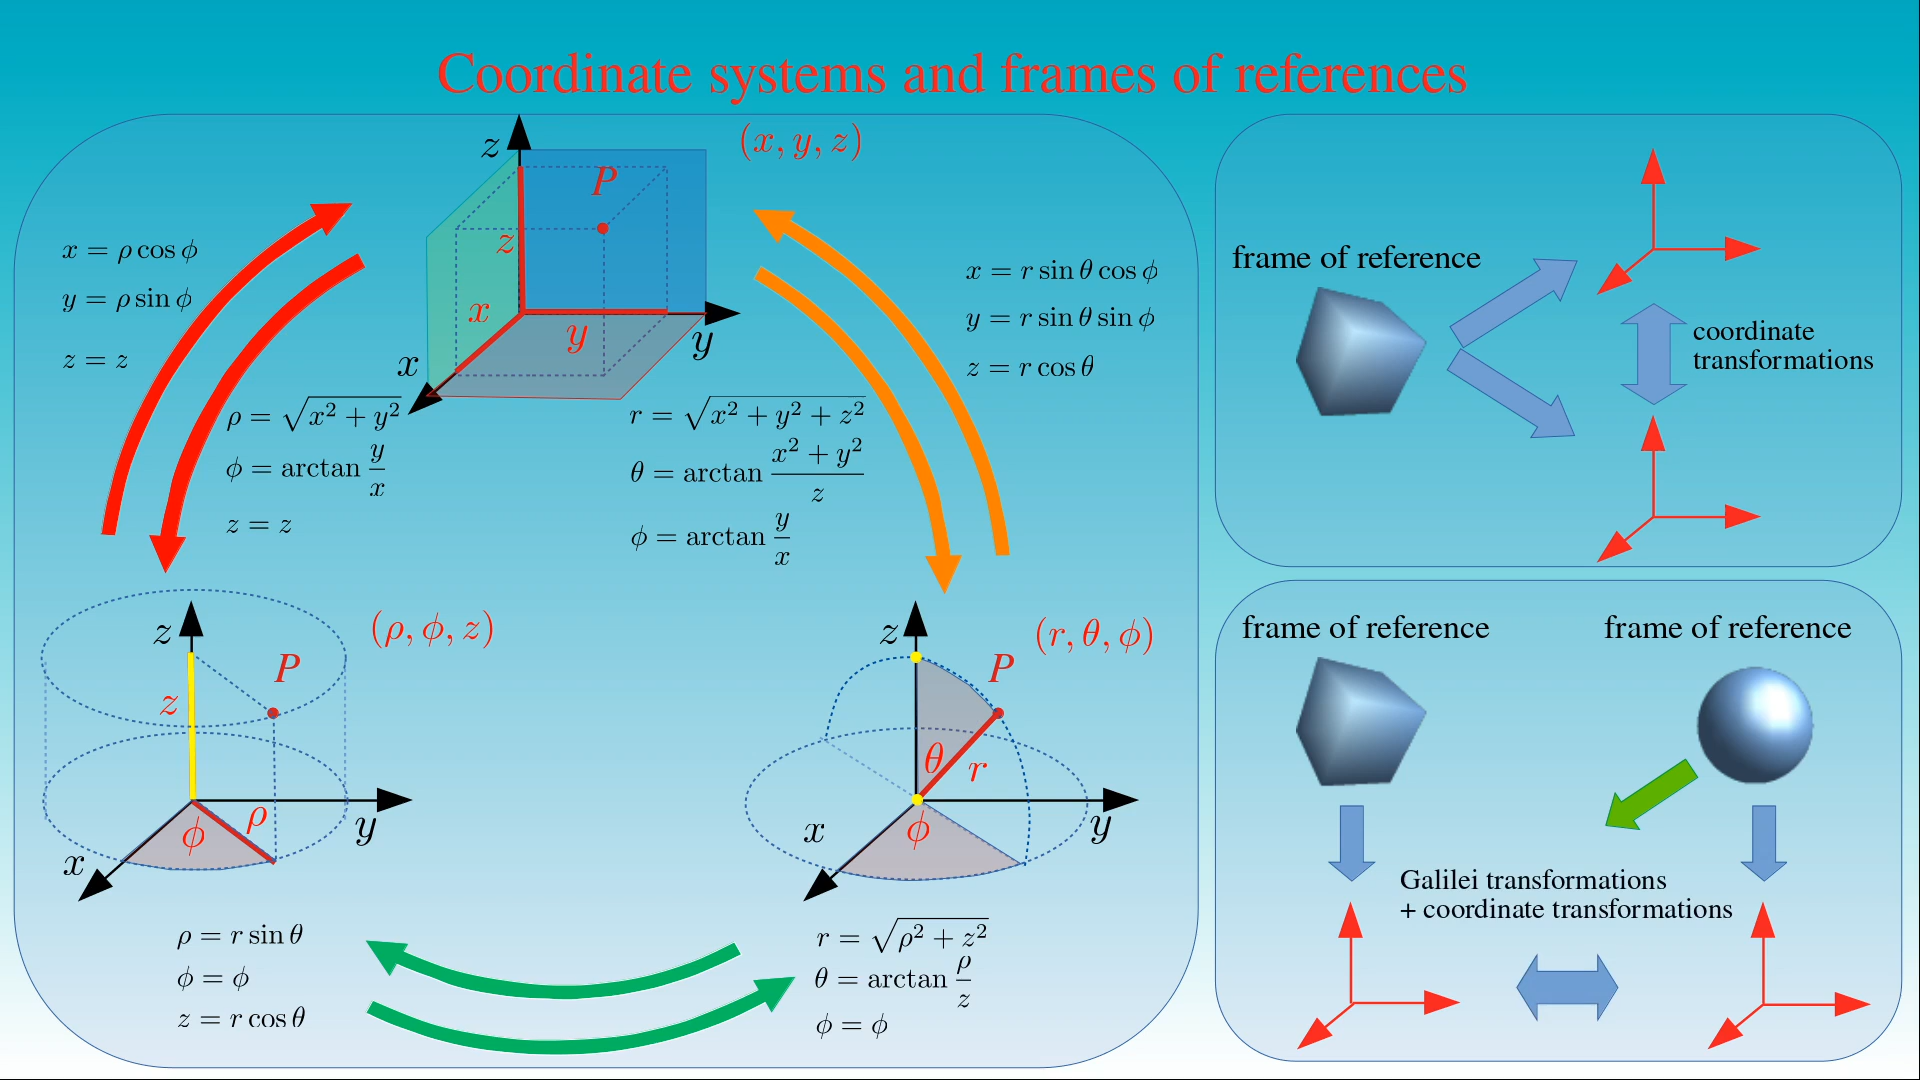 Coordinate systems and frames of references
z
(x, y, z)
P
z
x
y
x
y
x = ρ cos ϕ
y = ρ sin ϕ
z = z
ρ = √(x² + y²)
ϕ = arctan y/x
z = z
r = √(x² + y² + z²)
θ = arctan (x² + y²)/z
ϕ = arctan y/x
x = r sin θ cos ϕ
y = r sin θ sin ϕ
z = r cos θ
z
(ρ, ϕ, z)
P
z
ϕ
ρ
y
x
z
(r, θ, ϕ)
P
θ
r
x
ϕ
y
ρ = r sin θ
ϕ = ϕ
z = r cos θ
r = √(ρ² + z²)
θ = arctan ρ/z
ϕ = ϕ
frame of reference
coordinate
transformations
frame of reference
frame of reference
Galilei transformations
+ coordinate transformations